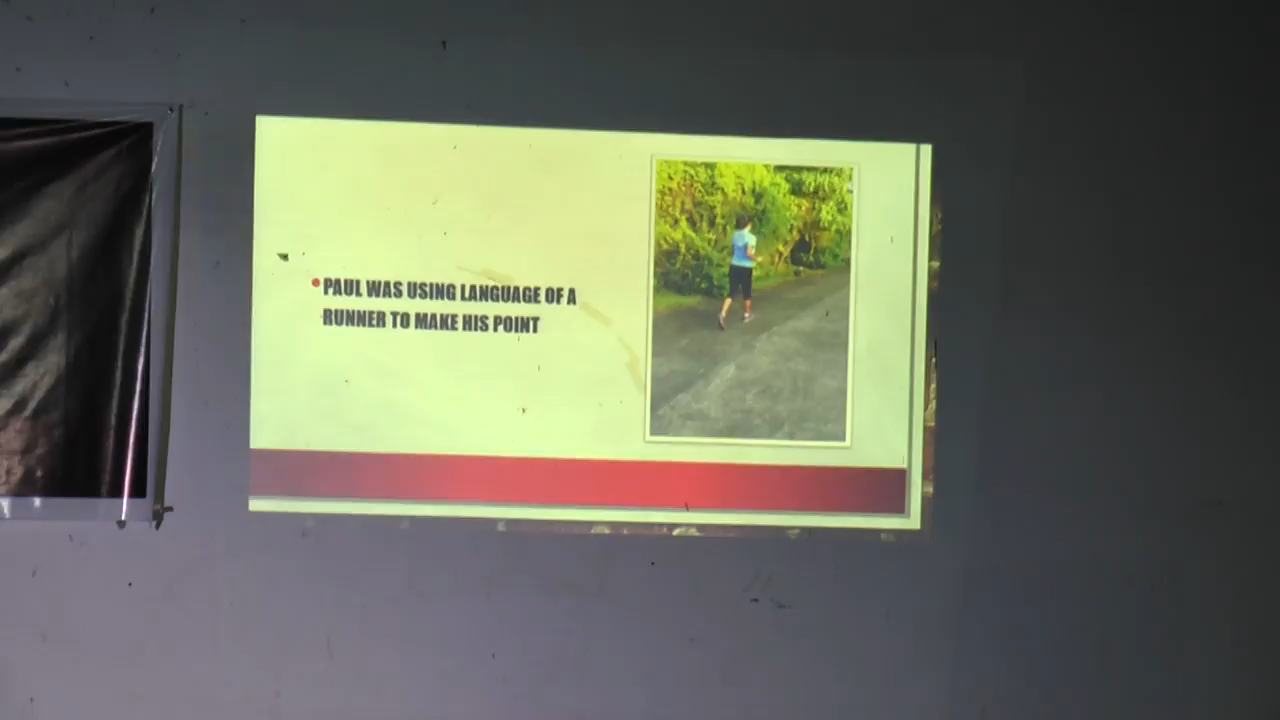 PAUL WAS USING LANGUAGE OF A
RUNNER TO MAKE HIS POINT